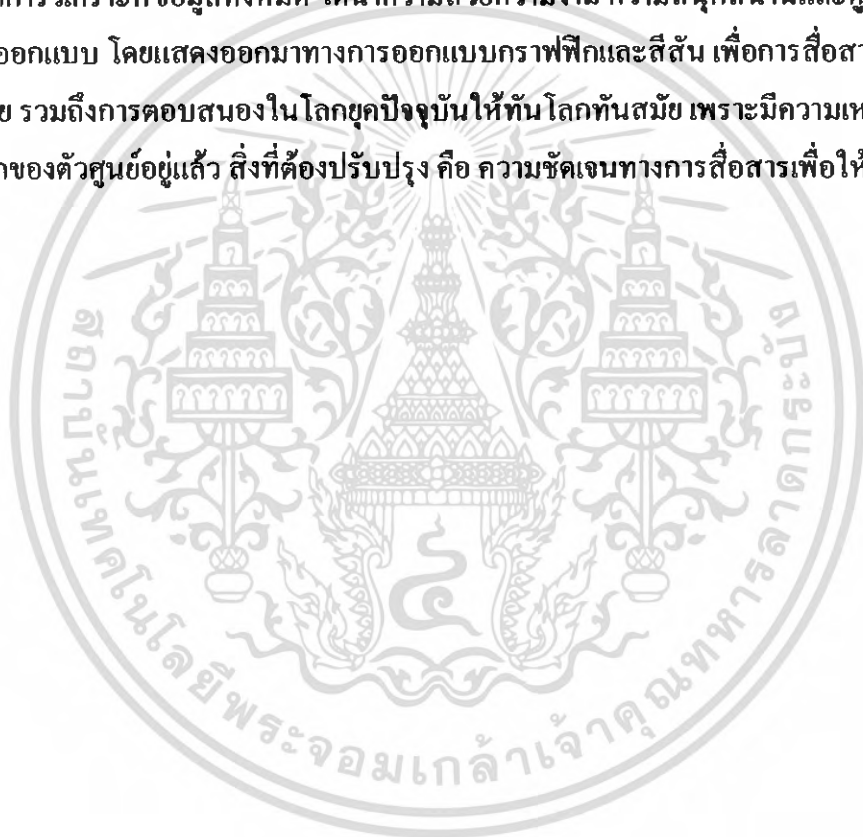 ออกแบบ โดยแสดงออกมาทางการออกแบบกราฟฟิกและสีสัน เพื่อการสื่อสา
ย รวมถึงการตอบสนองในโลกยุคปัจจุบันให้ทันโลกทันสมัย เพราะมีความเห
ของตัวศูนย์อยู่แล้ว สิ่งที่ต้องปรับปรุง คือ ความชัดเจนทางการสื่อสารเพื่อให้
สถาบันเทคโนโลยีพระจอมเกล้าเจ้าคุณทหารลาดกระบัง
๔